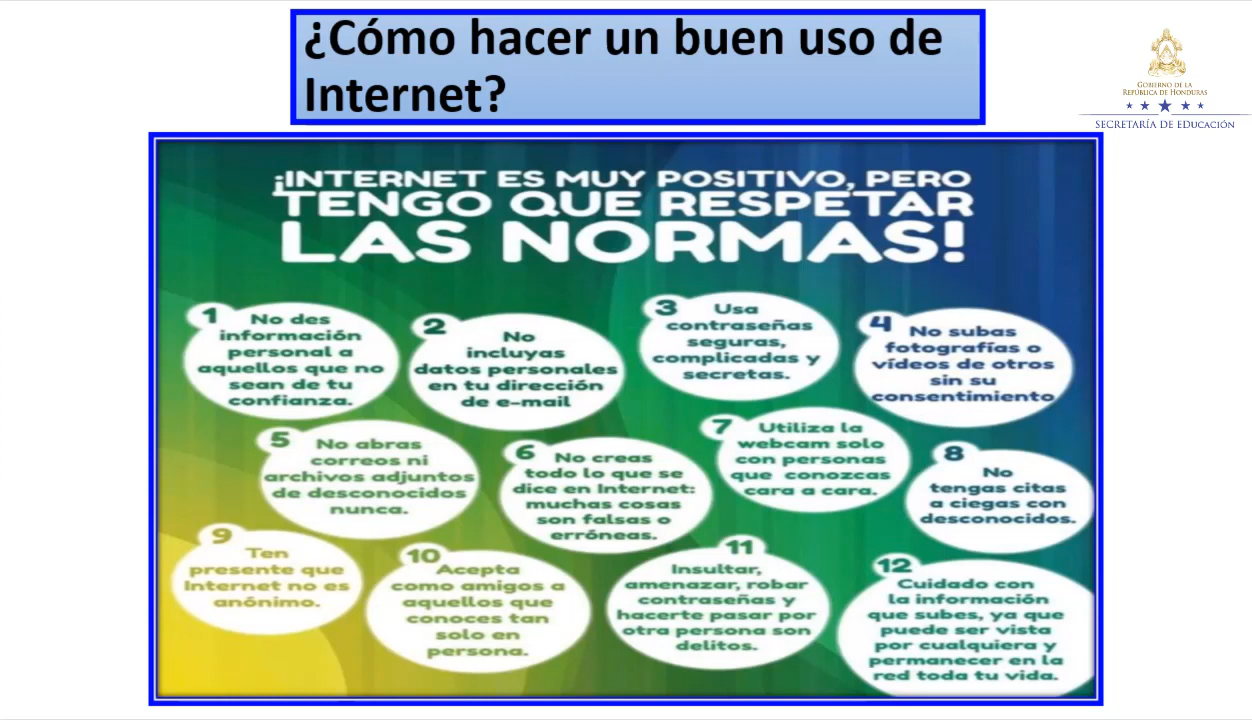 ¿Cómo hacer un buen uso de
Internet?
GOBIERNO DE LA
REPÚBLICA DE HONDURAS
SECRETARÍA DE EDUCACIÓN
¡INTERNET ES MUY POSITIVO, PERO
TENGO QUE RESPETAR
LAS NORMAS!
1
No des
información
personal a
aquellos que no
sean de tu
confianza.
2
No
incluyas
datos personales
en tu dirección
de e-mail
3
Usa
contraseñas
seguras,
complicadas y
secretas.
4
No subas
fotografías o
vídeos de otros
sin su
consentimiento
5
No abras
correos ni
archivos adjuntos
de desconocidos
nunca.
6
No creas
todo lo que se
dice en Internet:
muchas cosas
son falsas o
erróneas.
7
Utiliza la
webcam solo
con personas
que conozcas
cara a cara.
8
No
tengas citas
a ciegas con
desconocidos.
9
Ten
presente que
Internet no es
anónimo.
10
Acepta
como amigos a
aquellos que
conoces tan
solo en
persona.
11
Insultar,
amenazar, robar
contraseñas y
hacerte pasar por
otra persona son
delitos.
12
Cuidado con
la información
que subes, ya que
puede ser vista
por cualquiera y
permanecer en la
red toda tu vida.